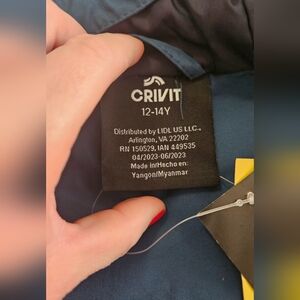 CRIVIT
12-14Y
Distributed by LIDL US LLC.,
Arlington, VA 22202
RN 150529, IAN 449535
04/2023-06/2023
Made in/Hecho en:
Yangon/Myanmar